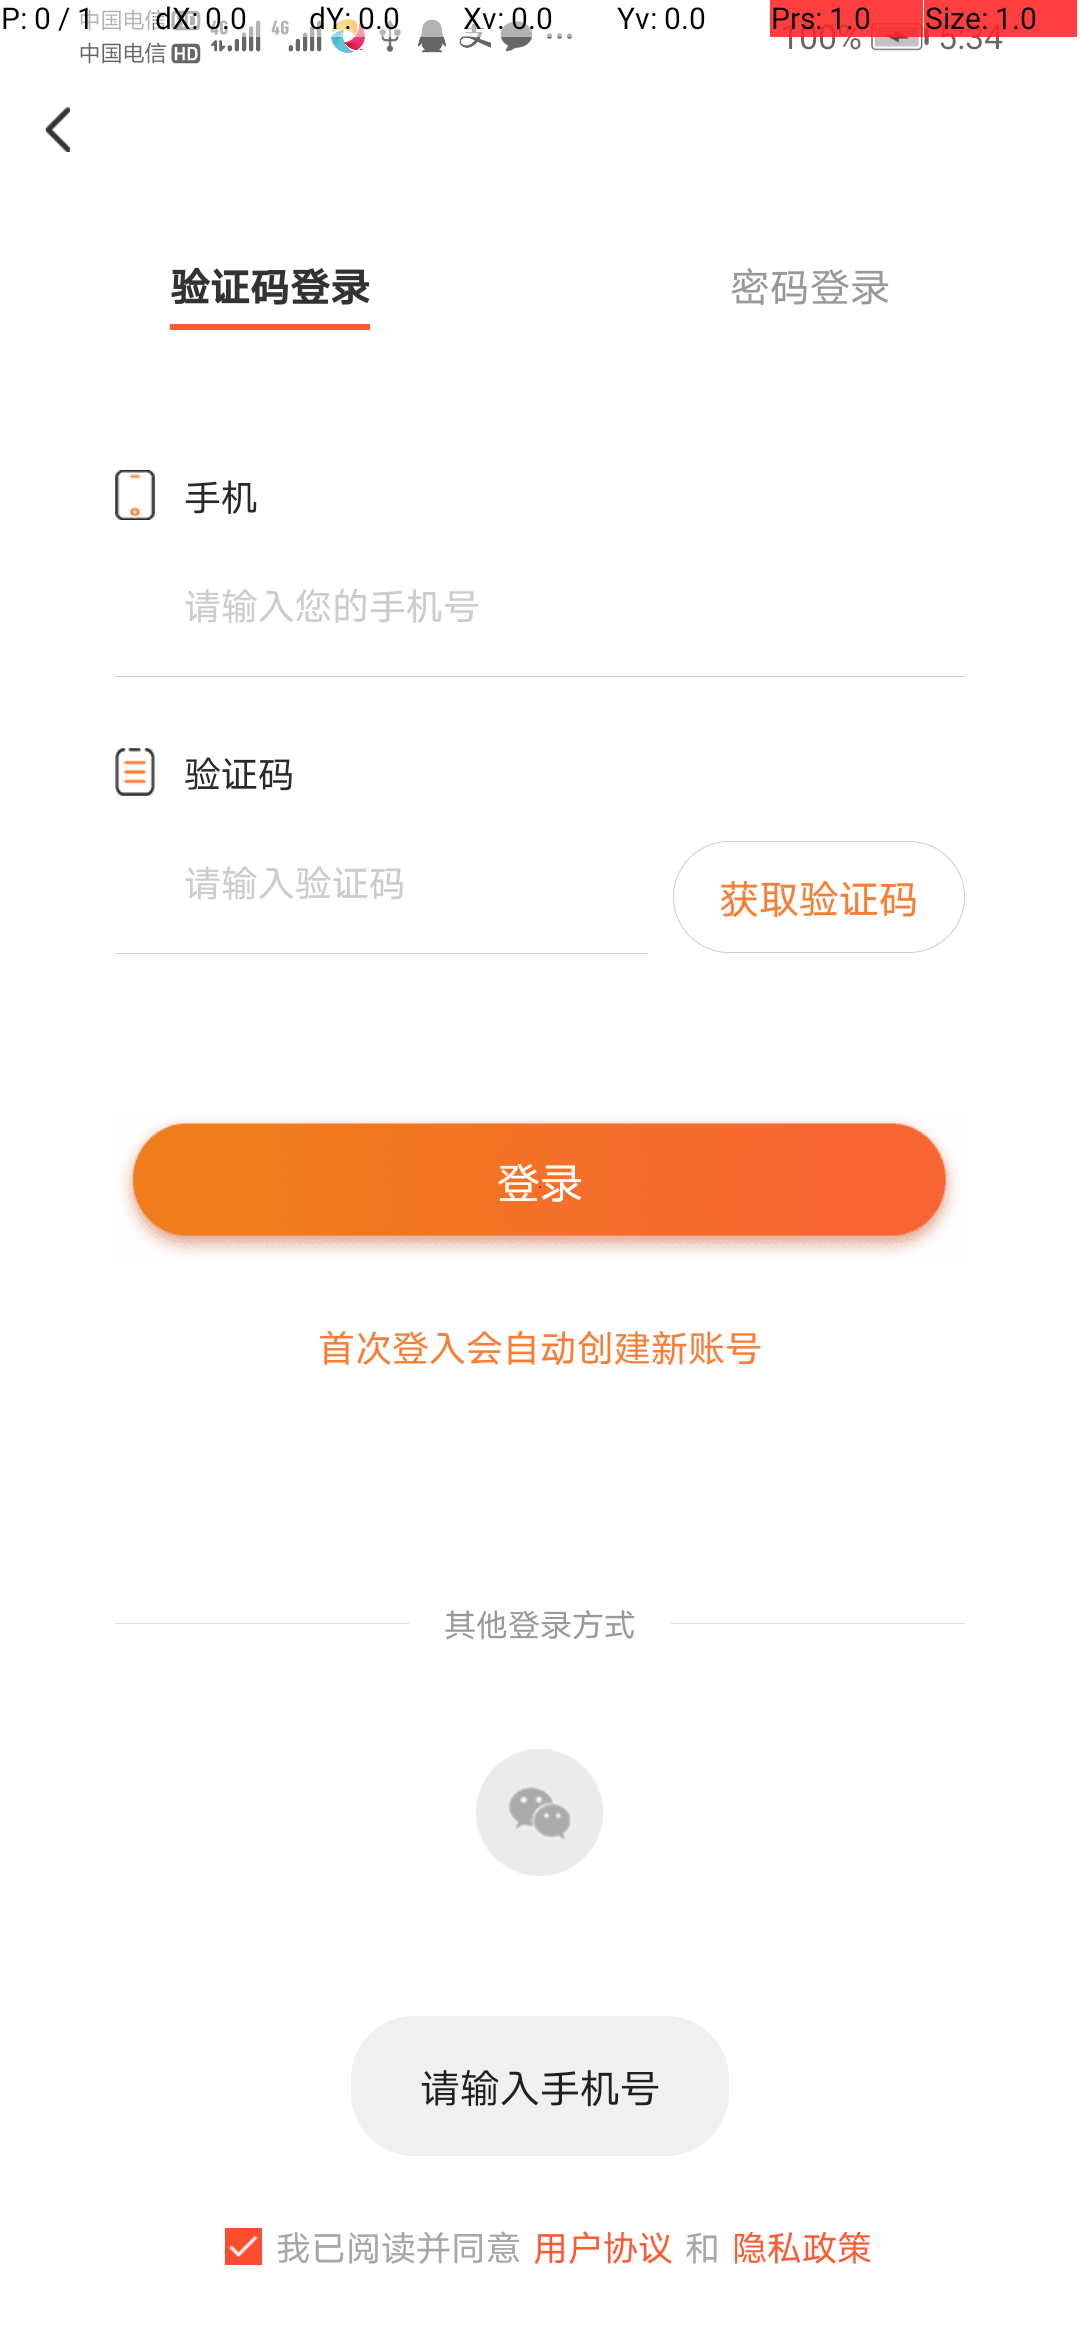 P: 0 / 1 dX: 0.0 dY: 0.0 Xv: 0.0 Yv: 0.0 Prs: 1.0 Size: 1.0
中国电信 HD 4G 4G 100% 5:34
中国电信 HD
验证码登录 密码登录
手机
请输入您的手机号
验证码
请输入验证码
获取验证码
登录
首次登入会自动创建新账号
其他登录方式
请输入手机号
我已阅读并同意 用户协议 和 隐私政策